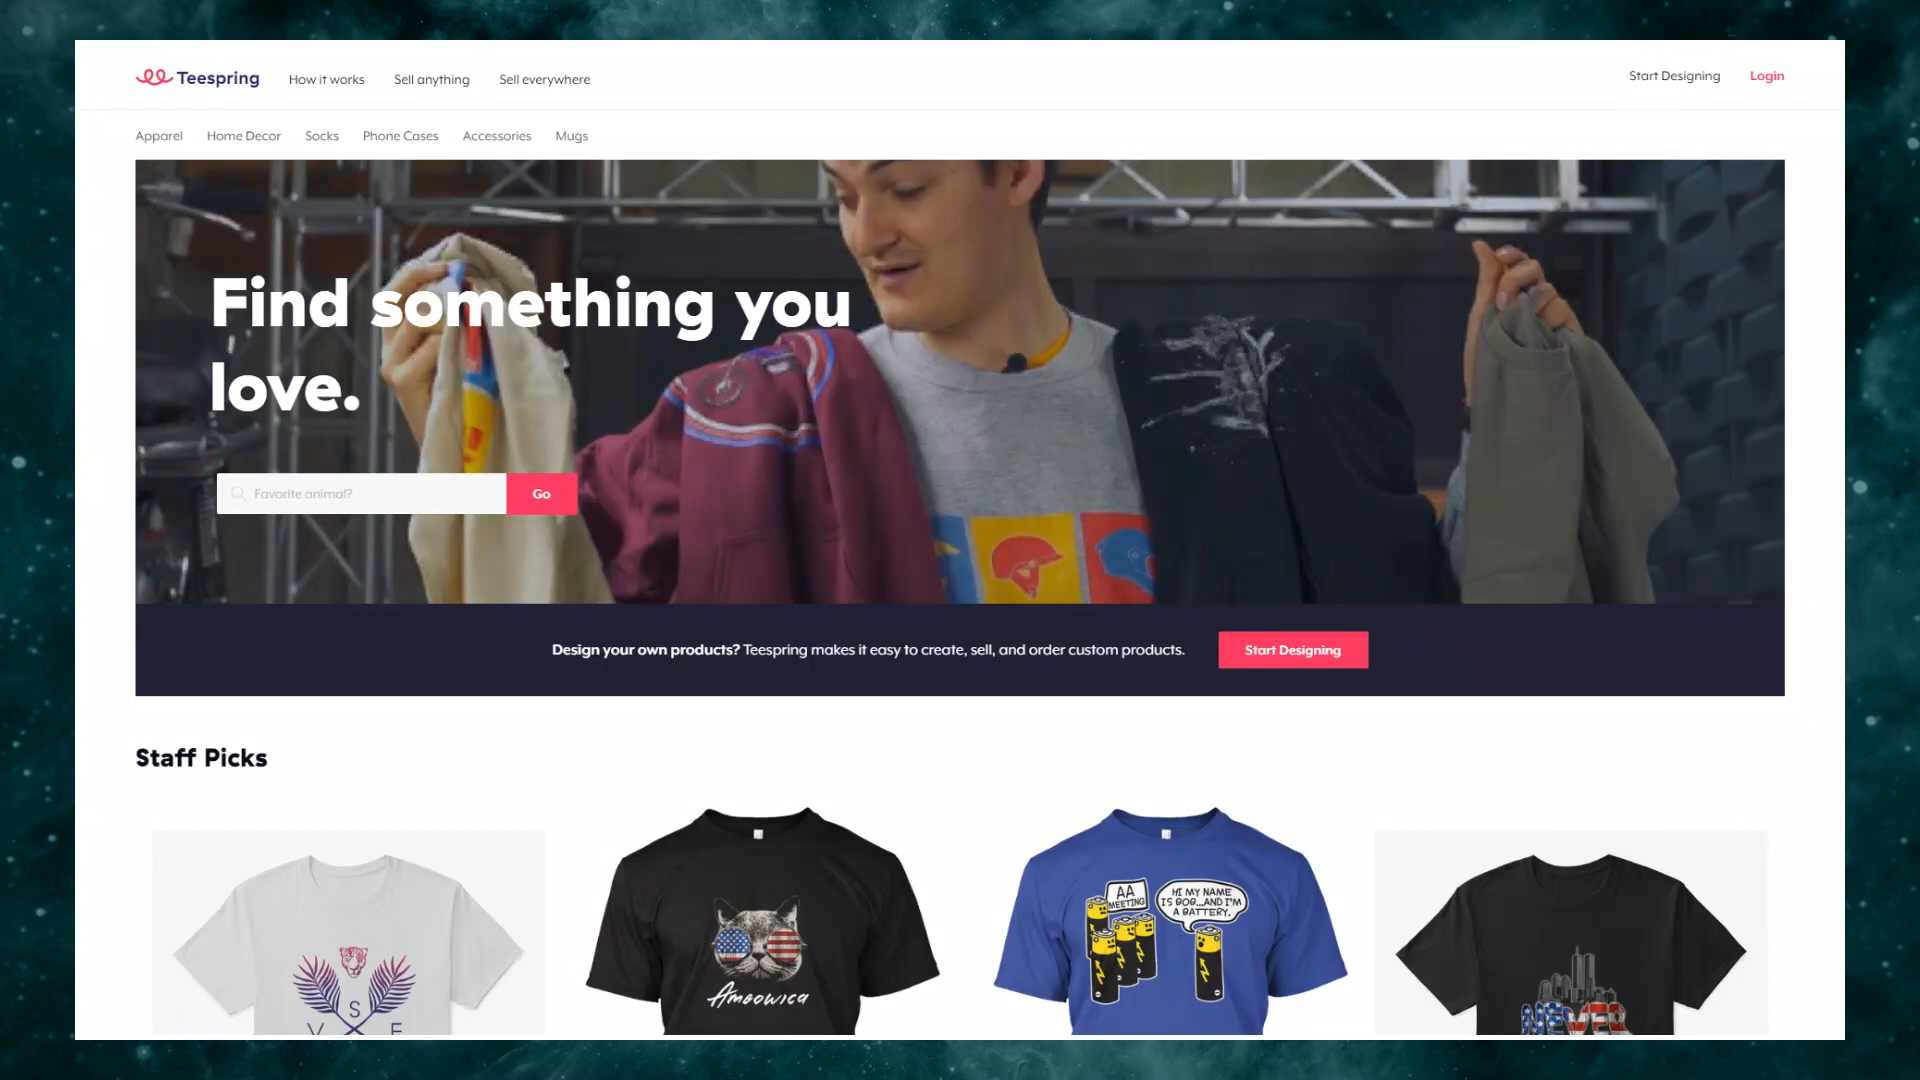 Teespring
How it works
Sell anything
Sell everywhere
Start Designing
Login
Apparel
Home Decor
Socks
Phone Cases
Accessories
Mugs
Find something you
love.
Favorite animal?
Go
Design your own products? Teespring makes it easy to create, sell, and order custom products.
Start Designing
Staff Picks
S
V
E
Ameowica
AA
MEETING
HI MY NAME
IS BOB...AND I'M
A BATTERY.
NEVER